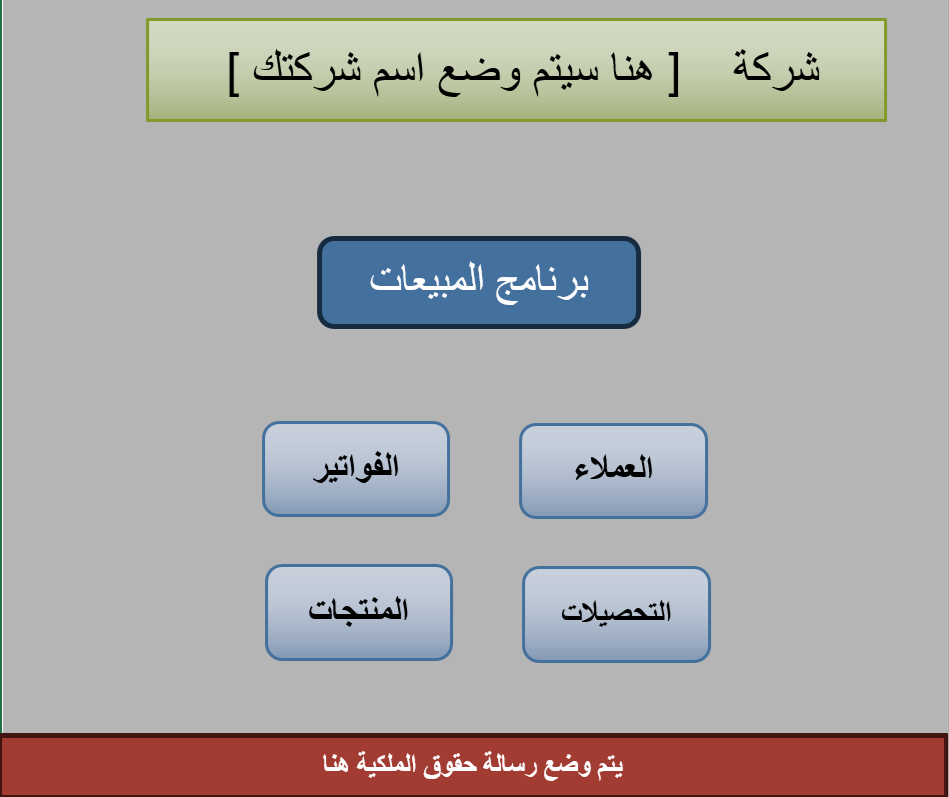 شركة [ هنا سيتم وضع اسم شركتك ]
برنامج المبيعات
العملاء
الفواتير
التحصيلات
المنتجات
يتم وضع رسالة حقوق الملكية هنا